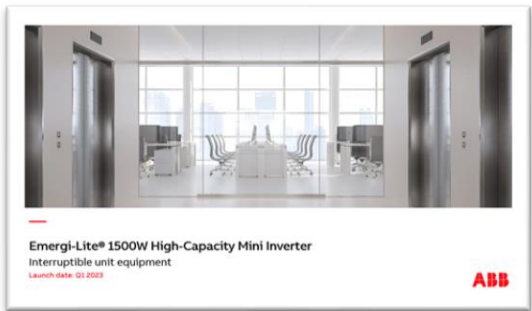 Emergi-Lite® 1500W High-Capacity Mini Inverter
Interruptible unit equipment
Launch date: Q1 2023
ABB